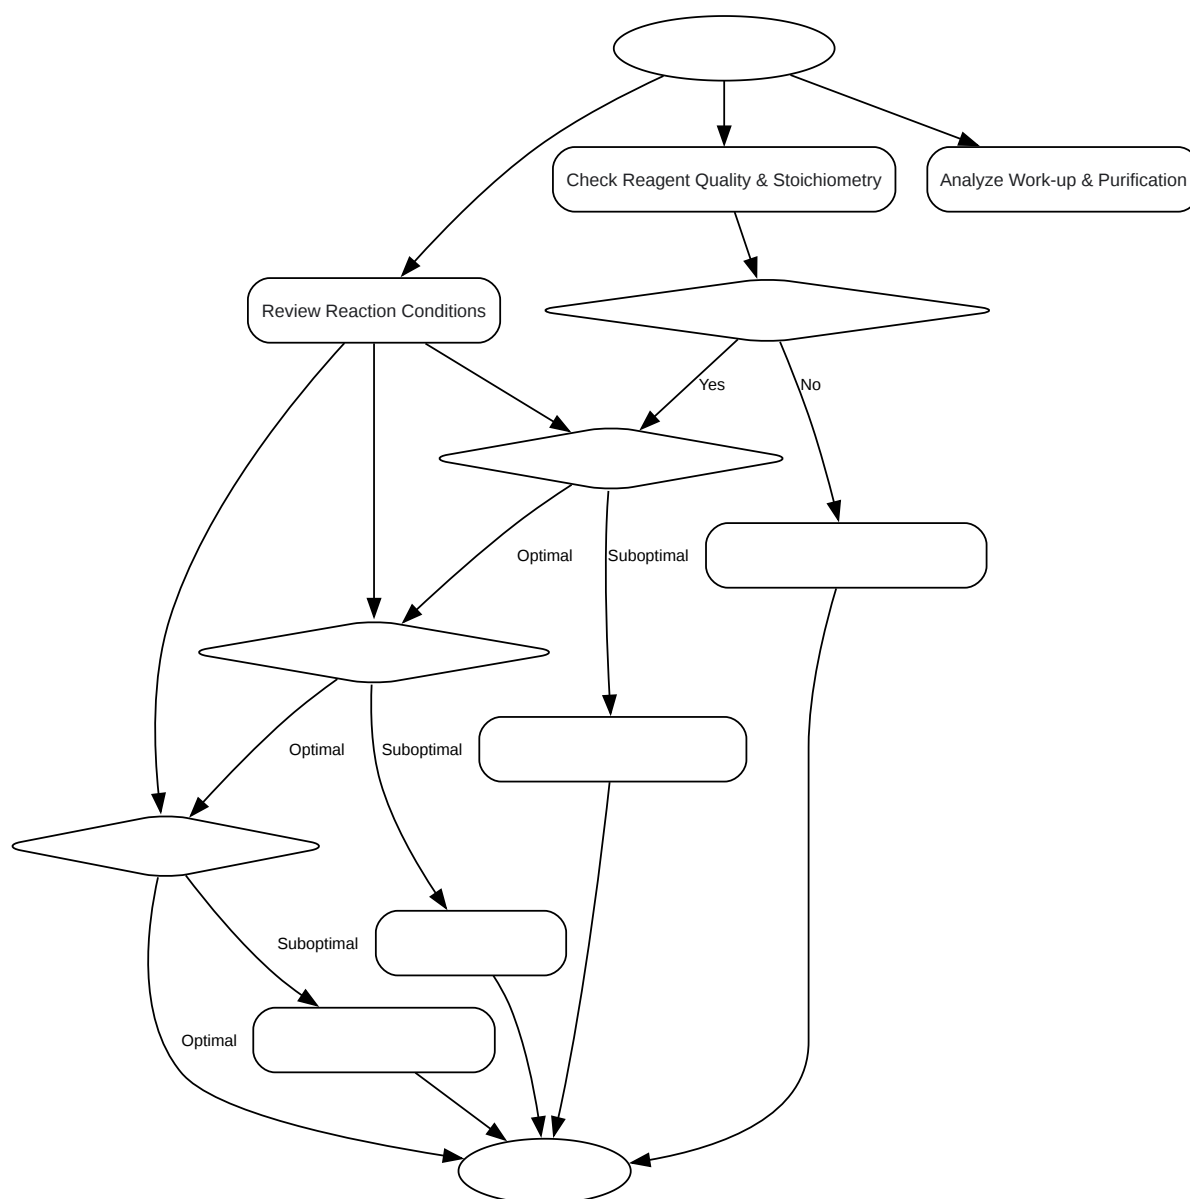 Check Reagent Quality & Stoichiometry
Analyze Work-up & Purification
Review Reaction Conditions
Yes
No
Optimal
Suboptimal
Optimal
Suboptimal
Suboptimal
Optimal